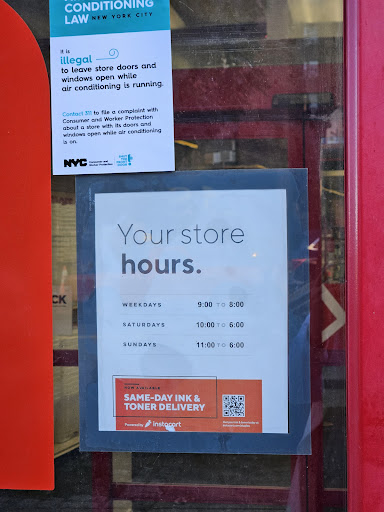 CONDITIONING
LAW NEW YORK CITY
It is
illegal
to leave store doors and
windows open while
air conditioning is running.
Contact 311 to file a complaint with
Consumer and Worker Protection
about a store with its doors and
windows open while air conditioning
is on.
NYC Consumer and
Worker Protection
Your store
hours.
WEEKDAYS 9:00 TO 8:00
SATURDAYS 10:00 TO 6:00
SUNDAYS 11:00 TO 6:00
CK
NOW AVAILABLE
SAME-DAY INK &
TONER DELIVERY
Powered by instacart